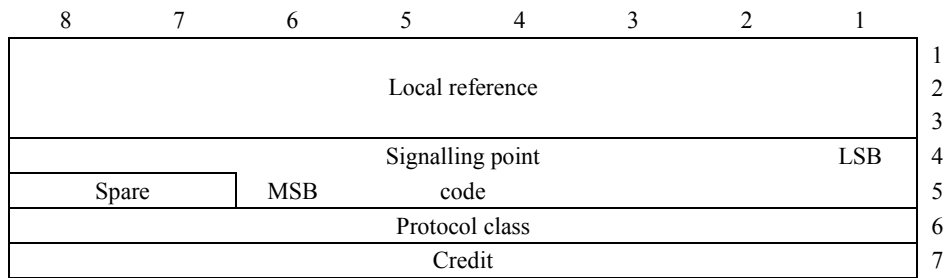 8 7 6 5 4 3 2 1
1
Local reference 2
3
Signalling point LSB 4
Spare MSB code 5
Protocol class 6
Credit 7